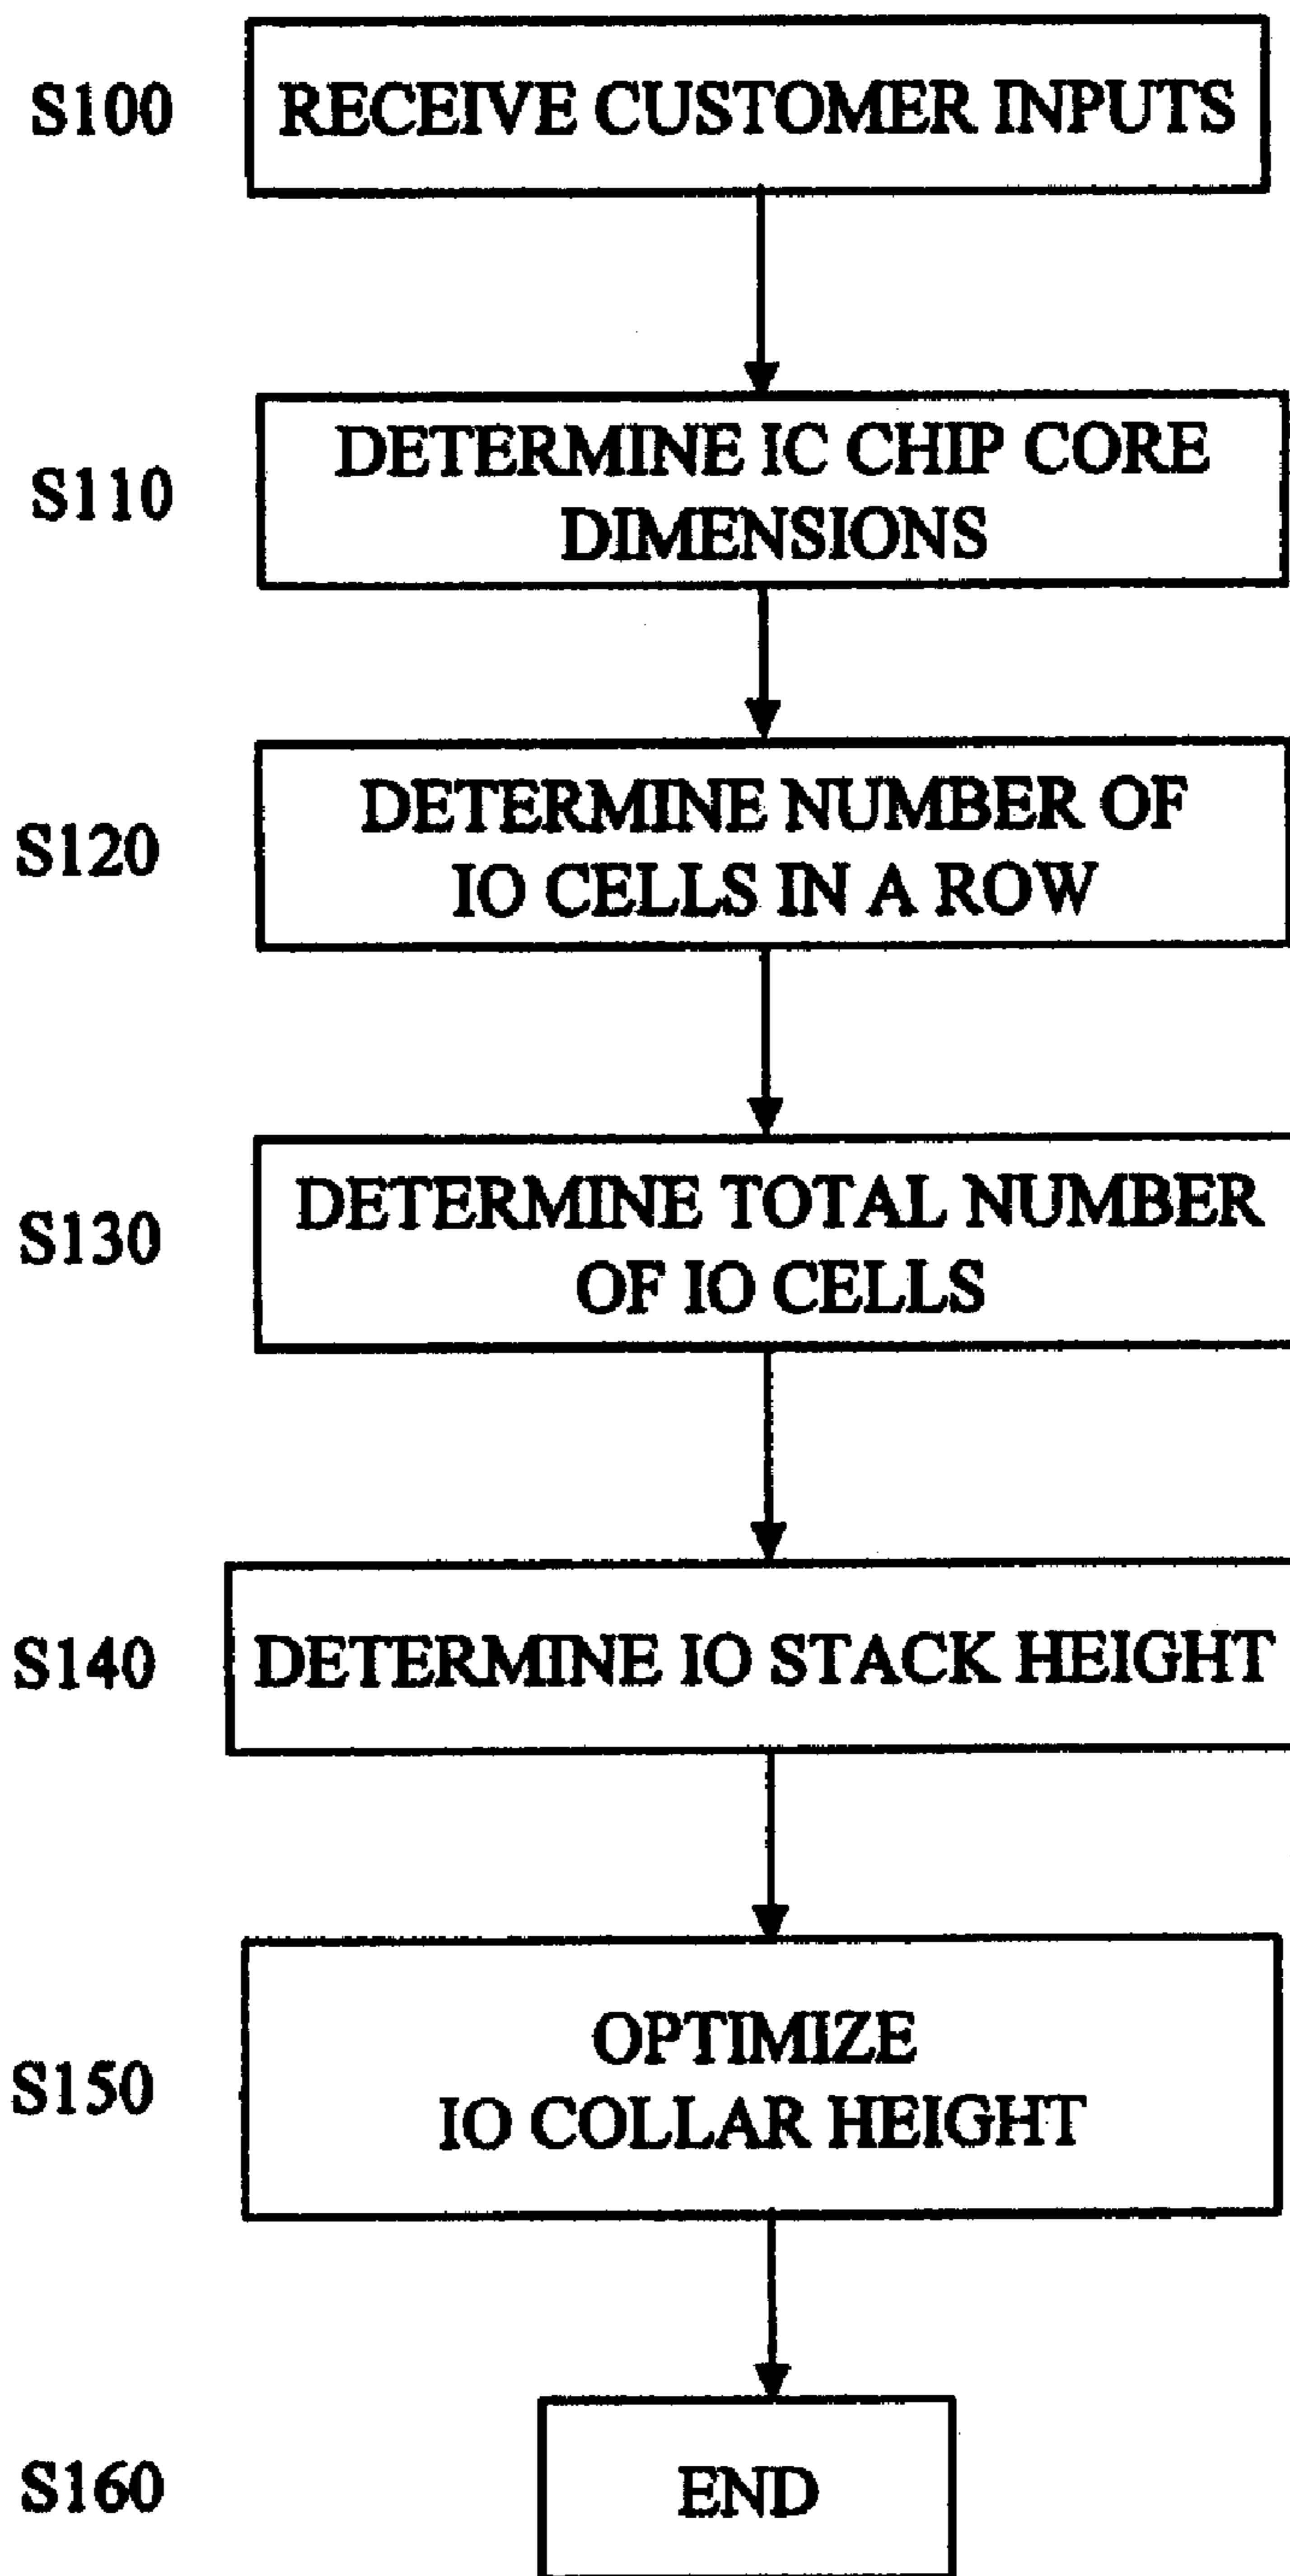 S100 RECEIVE CUSTOMER INPUTS
S110 DETERMINE IC CHIP CORE
DIMENSIONS
S120 DETERMINE NUMBER OF
IO CELLS IN A ROW
S130 DETERMINE TOTAL NUMBER
OF IO CELLS
S140 DETERMINE IO STACK HEIGHT
S150 OPTIMIZE
IO COLLAR HEIGHT
S160 END